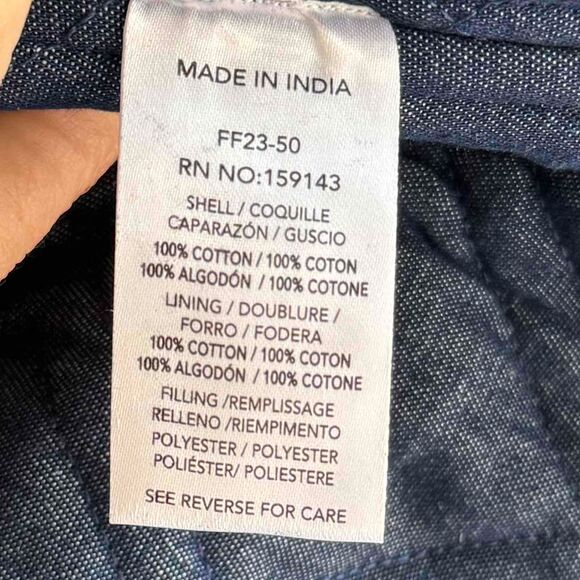 MADE IN INDIA
FF23-50
RN NO:159143
SHELL / COQUILLE
CAPARAZÓN / GUSCIO
100% COTTON / 100% COTON
100% ALGODÓN / 100% COTONE
LINING / DOUBLURE /
FORRO / FODERA
100% COTTON / 100% COTON
100% ALGODÓN / 100% COTONE
FILLING /REMPLISSAGE
RELLENO /RIEMPIMENTO
POLYESTER / POLYESTER
POLIÉSTER/ POLIESTERE
SEE REVERSE FOR CARE